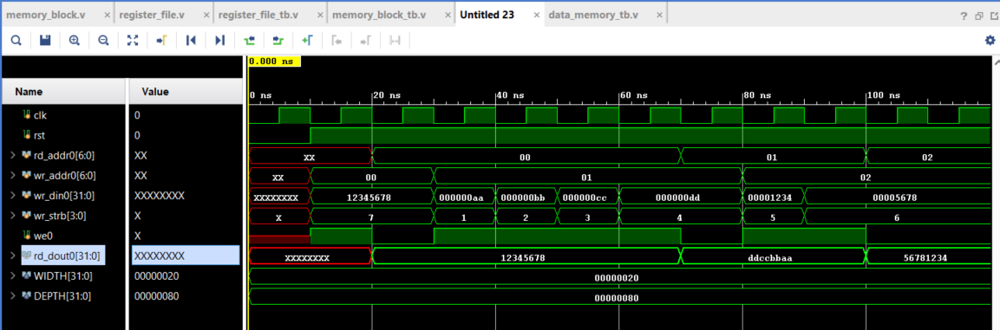 memory_block.v × register_file.v × register_file_tb.v × memory_block_tb.v × Untitled 23 × data_memory_tb.v × ?
0.000 ns
Name Value
0 ns 20 ns 40 ns 60 ns 80 ns 100 ns
clk 0
rst 0
rd_addr0[6:0] XX XX 00 01 02
wr_addr0[6:0] XX XX 00 01 02
wr_din0[31:0] XXXXXXXX XXXXXXXX 12345678 000000aa 000000bb 000000cc 000000dd 00001234 00005678
wr_strb[3:0] X X 7 1 2 3 4 5 6
we0 X
rd_dout0[31:0] XXXXXXXX XXXXXXXX 12345678 ddccbbaa 56781234
WIDTH[31:0] 00000020 00000020
DEPTH[31:0] 00000080 00000080